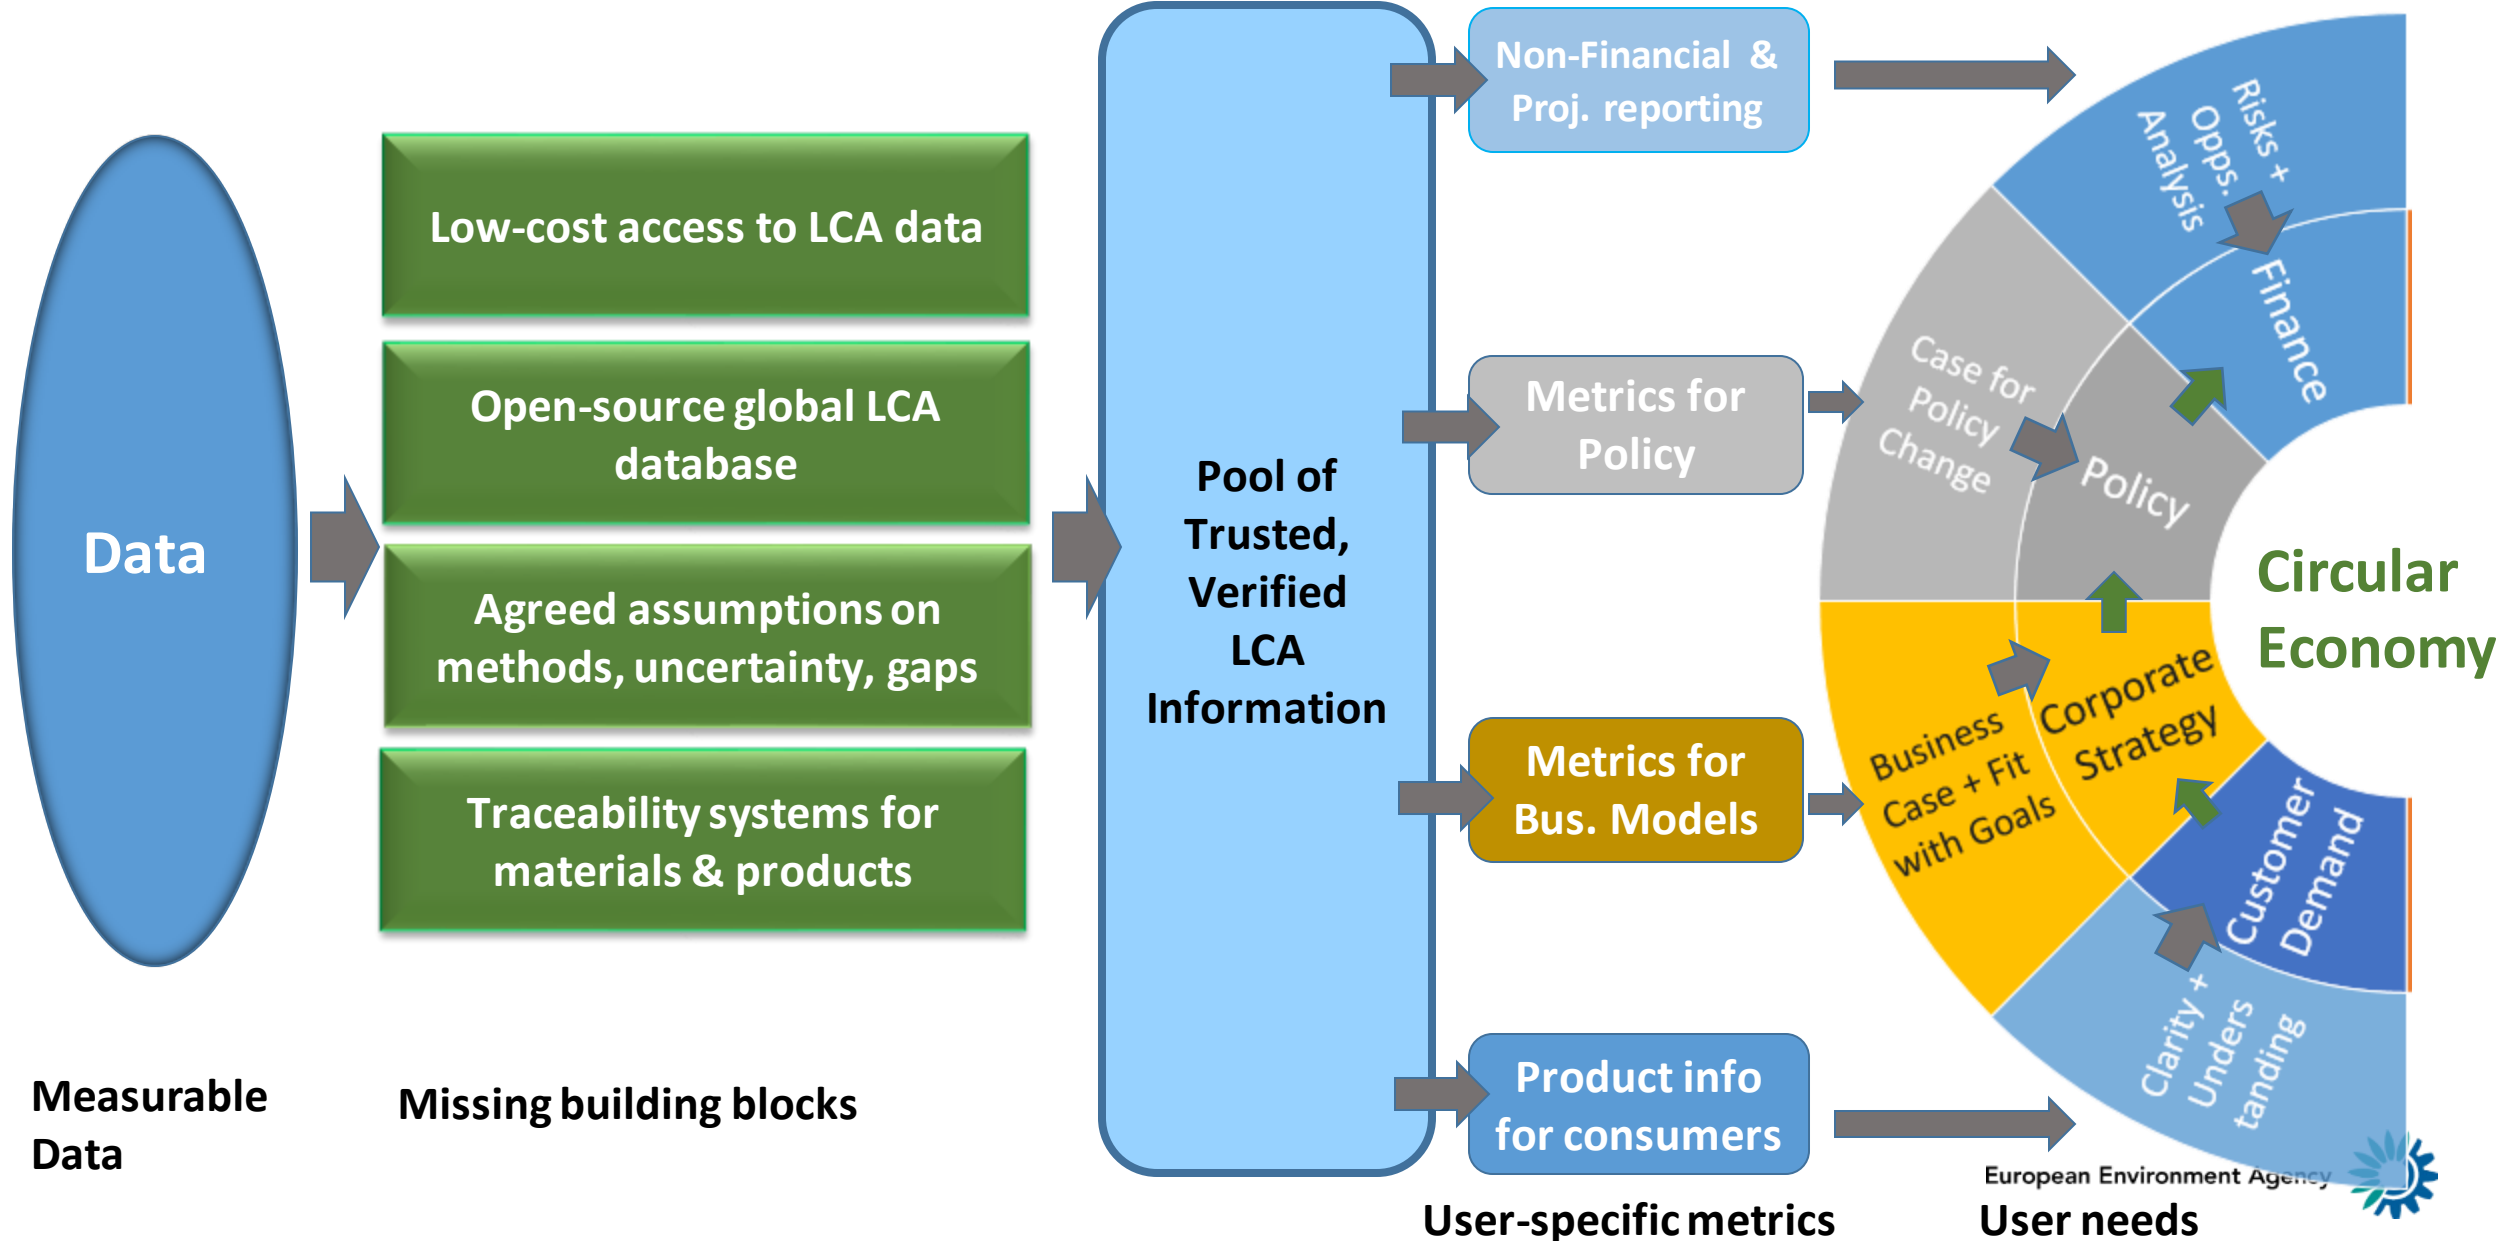 Data
Measurable
Data
Low-cost access to LCA data
Open-source global LCA
database
Agreed assumptions on
methods, uncertainty, gaps
Traceability systems for
materials & products
Missing building blocks
Pool of
Trusted,
Verified
LCA
Information
Non-Financial &
Proj. reporting
Metrics for
Policy
Metrics for
Bus. Models
Product info
for consumers
User-specific metrics
Risks +
Opps.
Analysis
Finance
Case for
Policy
Change
Policy
Business
Case + Fit
with Goals
Corporate
Strategy
Customer
Demand
Clarity +
Unders
tanding
Circular
Economy
European Environment Agency
User needs